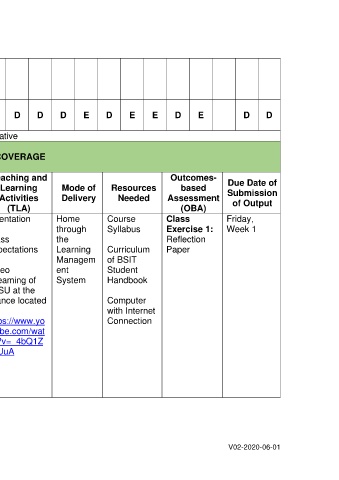 D D D E D E E D E D D
ative
OVERAGE
aching and
Learning
Activities
(TLA)
Mode of
Delivery
Resources
Needed
Outcomes-
based
Assessment
(OBA)
Due Date of
Submission
of Output
entation
ss
pectations
eo
earning of
SU at the
ance located
ps://www.yo
be.com/wat
?v=_4bQ1Z
UuA
Home
through
the
Learning
Managem
ent
System
Course
Syllabus
Curriculum
of BSIT
Student
Handbook
Computer
with Internet
Connection
Class
Exercise 1:
Reflection
Paper
Friday,
Week 1
V02-2020-06-01